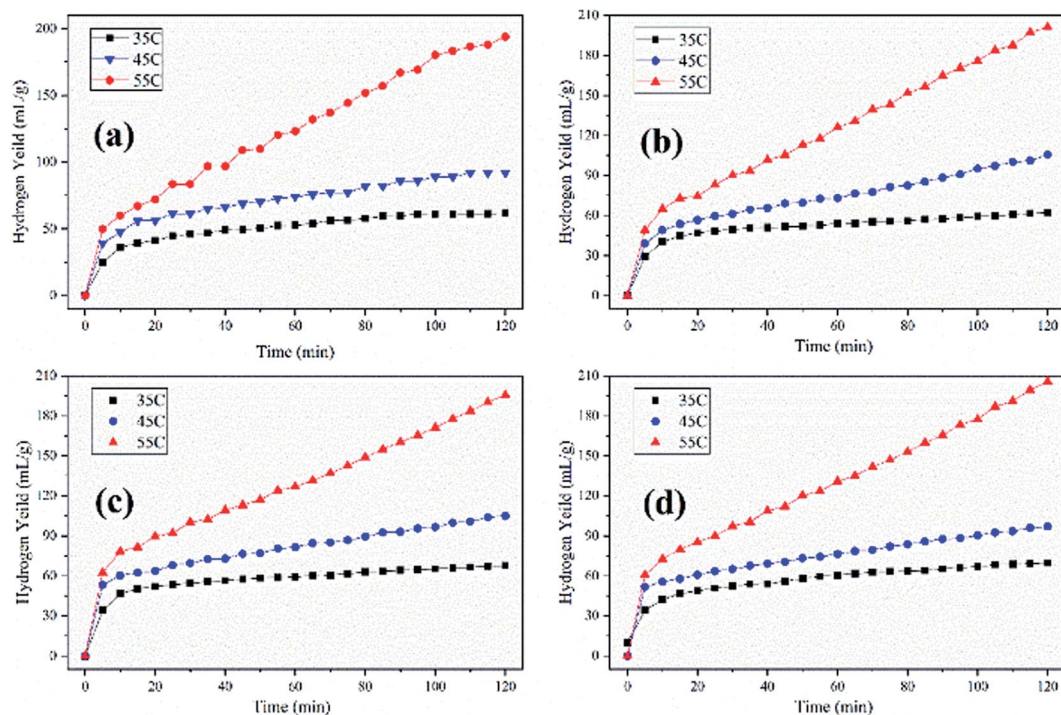 200
150
100
50
0
35C
45C
55C
(a)
Hydrogen Yeild (mL/g)
0 20 40 60 80 100 120
Time (min)
210
180
150
120
90
60
30
0
35C
45C
55C
(b)
Hydrogen Yeild (mL/g)
0 20 40 60 80 100 120
Time (min)
210
180
150
120
90
60
30
0
35C
45C
55C
(c)
Hydrogen Yeild (mL/g)
0 20 40 60 80 100 120
Time (min)
210
180
150
120
90
60
30
0
35C
45C
55C
(d)
Hydrogen Yeild (mL/g)
0 20 40 60 80 100 120
Time (min)